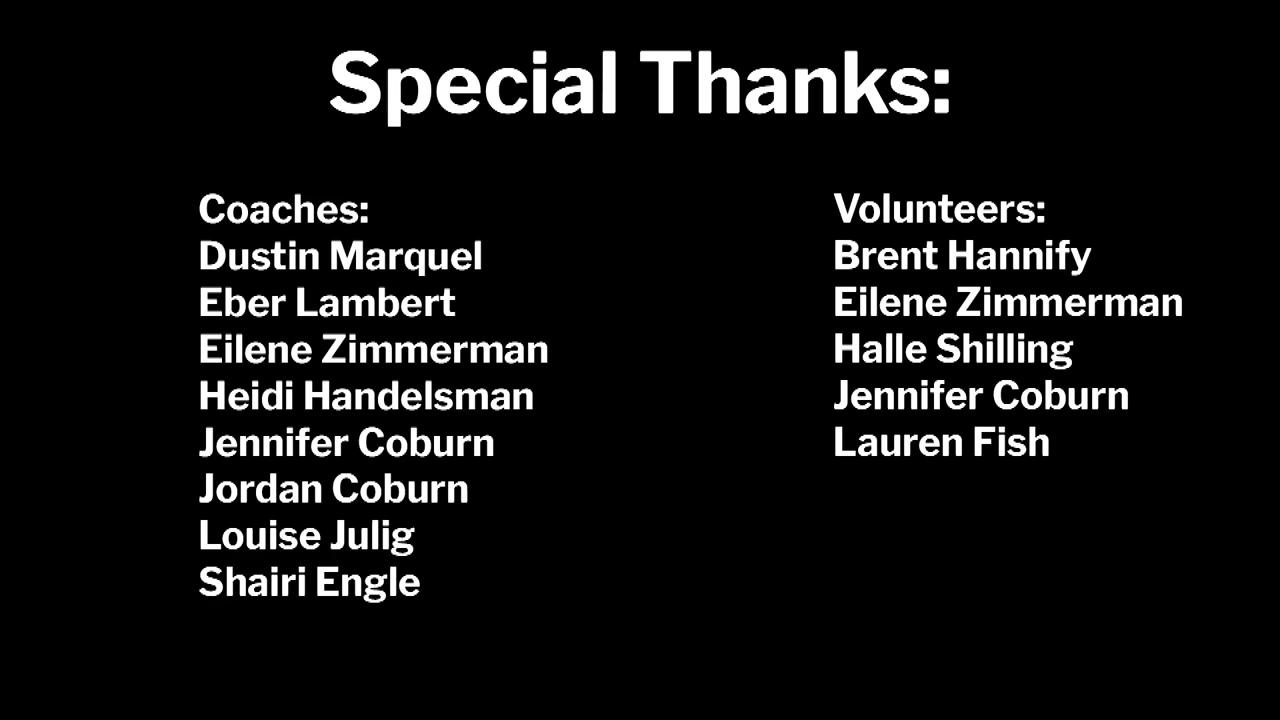 Special Thanks:
Coaches:
Dustin Marquel
Eber Lambert
Eilene Zimmerman
Heidi Handelsman
Jennifer Coburn
Jordan Coburn
Louise Julig
Shairi Engle
Volunteers:
Brent Hannify
Eilene Zimmerman
Halle Shilling
Jennifer Coburn
Lauren Fish